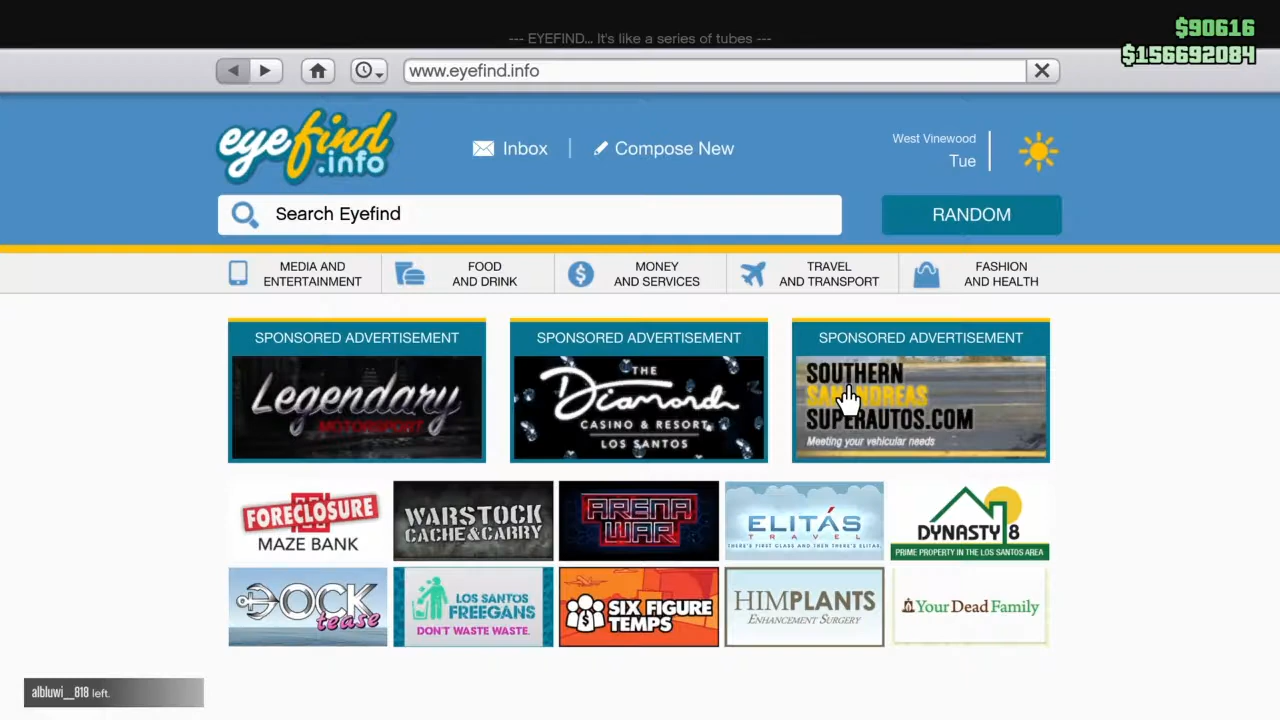 $90616
--- EYEFIND... It's like a series of tubes ---
$156692084
www.eyefind.info
eyefind
.info
Inbox
Compose New
West Vinewood
Tue
Search Eyefind
RANDOM
MEDIA AND
ENTERTAINMENT
FOOD
AND DRINK
MONEY
AND SERVICES
TRAVEL
AND TRANSPORT
FASHION
AND HEALTH
SPONSORED ADVERTISEMENT
Legendary
MOTORSPORT
SPONSORED ADVERTISEMENT
THE
Diamond
CASINO & RESORT
LOS SANTOS
SPONSORED ADVERTISEMENT
SOUTHERN
SAN ANDREAS
SUPERAUTOS.COM
Meeting your vehicular needs
FORECLOSURE
MAZE BANK
WARSTOCK
CACHE & CARRY
ARENA
WAR
ELITÁS
TRAVEL
THERE'S FIRST CLASS AND THEN THERE'S ELITAS.
DYNASTY 8
PRIME PROPERTY IN THE LOS SANTOS AREA
DOCK
tease
LOS SANTOS
FREEGANS
DON'T WASTE WASTE.
SIX FIGURE
TEMPS
HIMPLANTS
ENHANCEMENT SURGERY
Your Dead Family
albluwi__818 left.